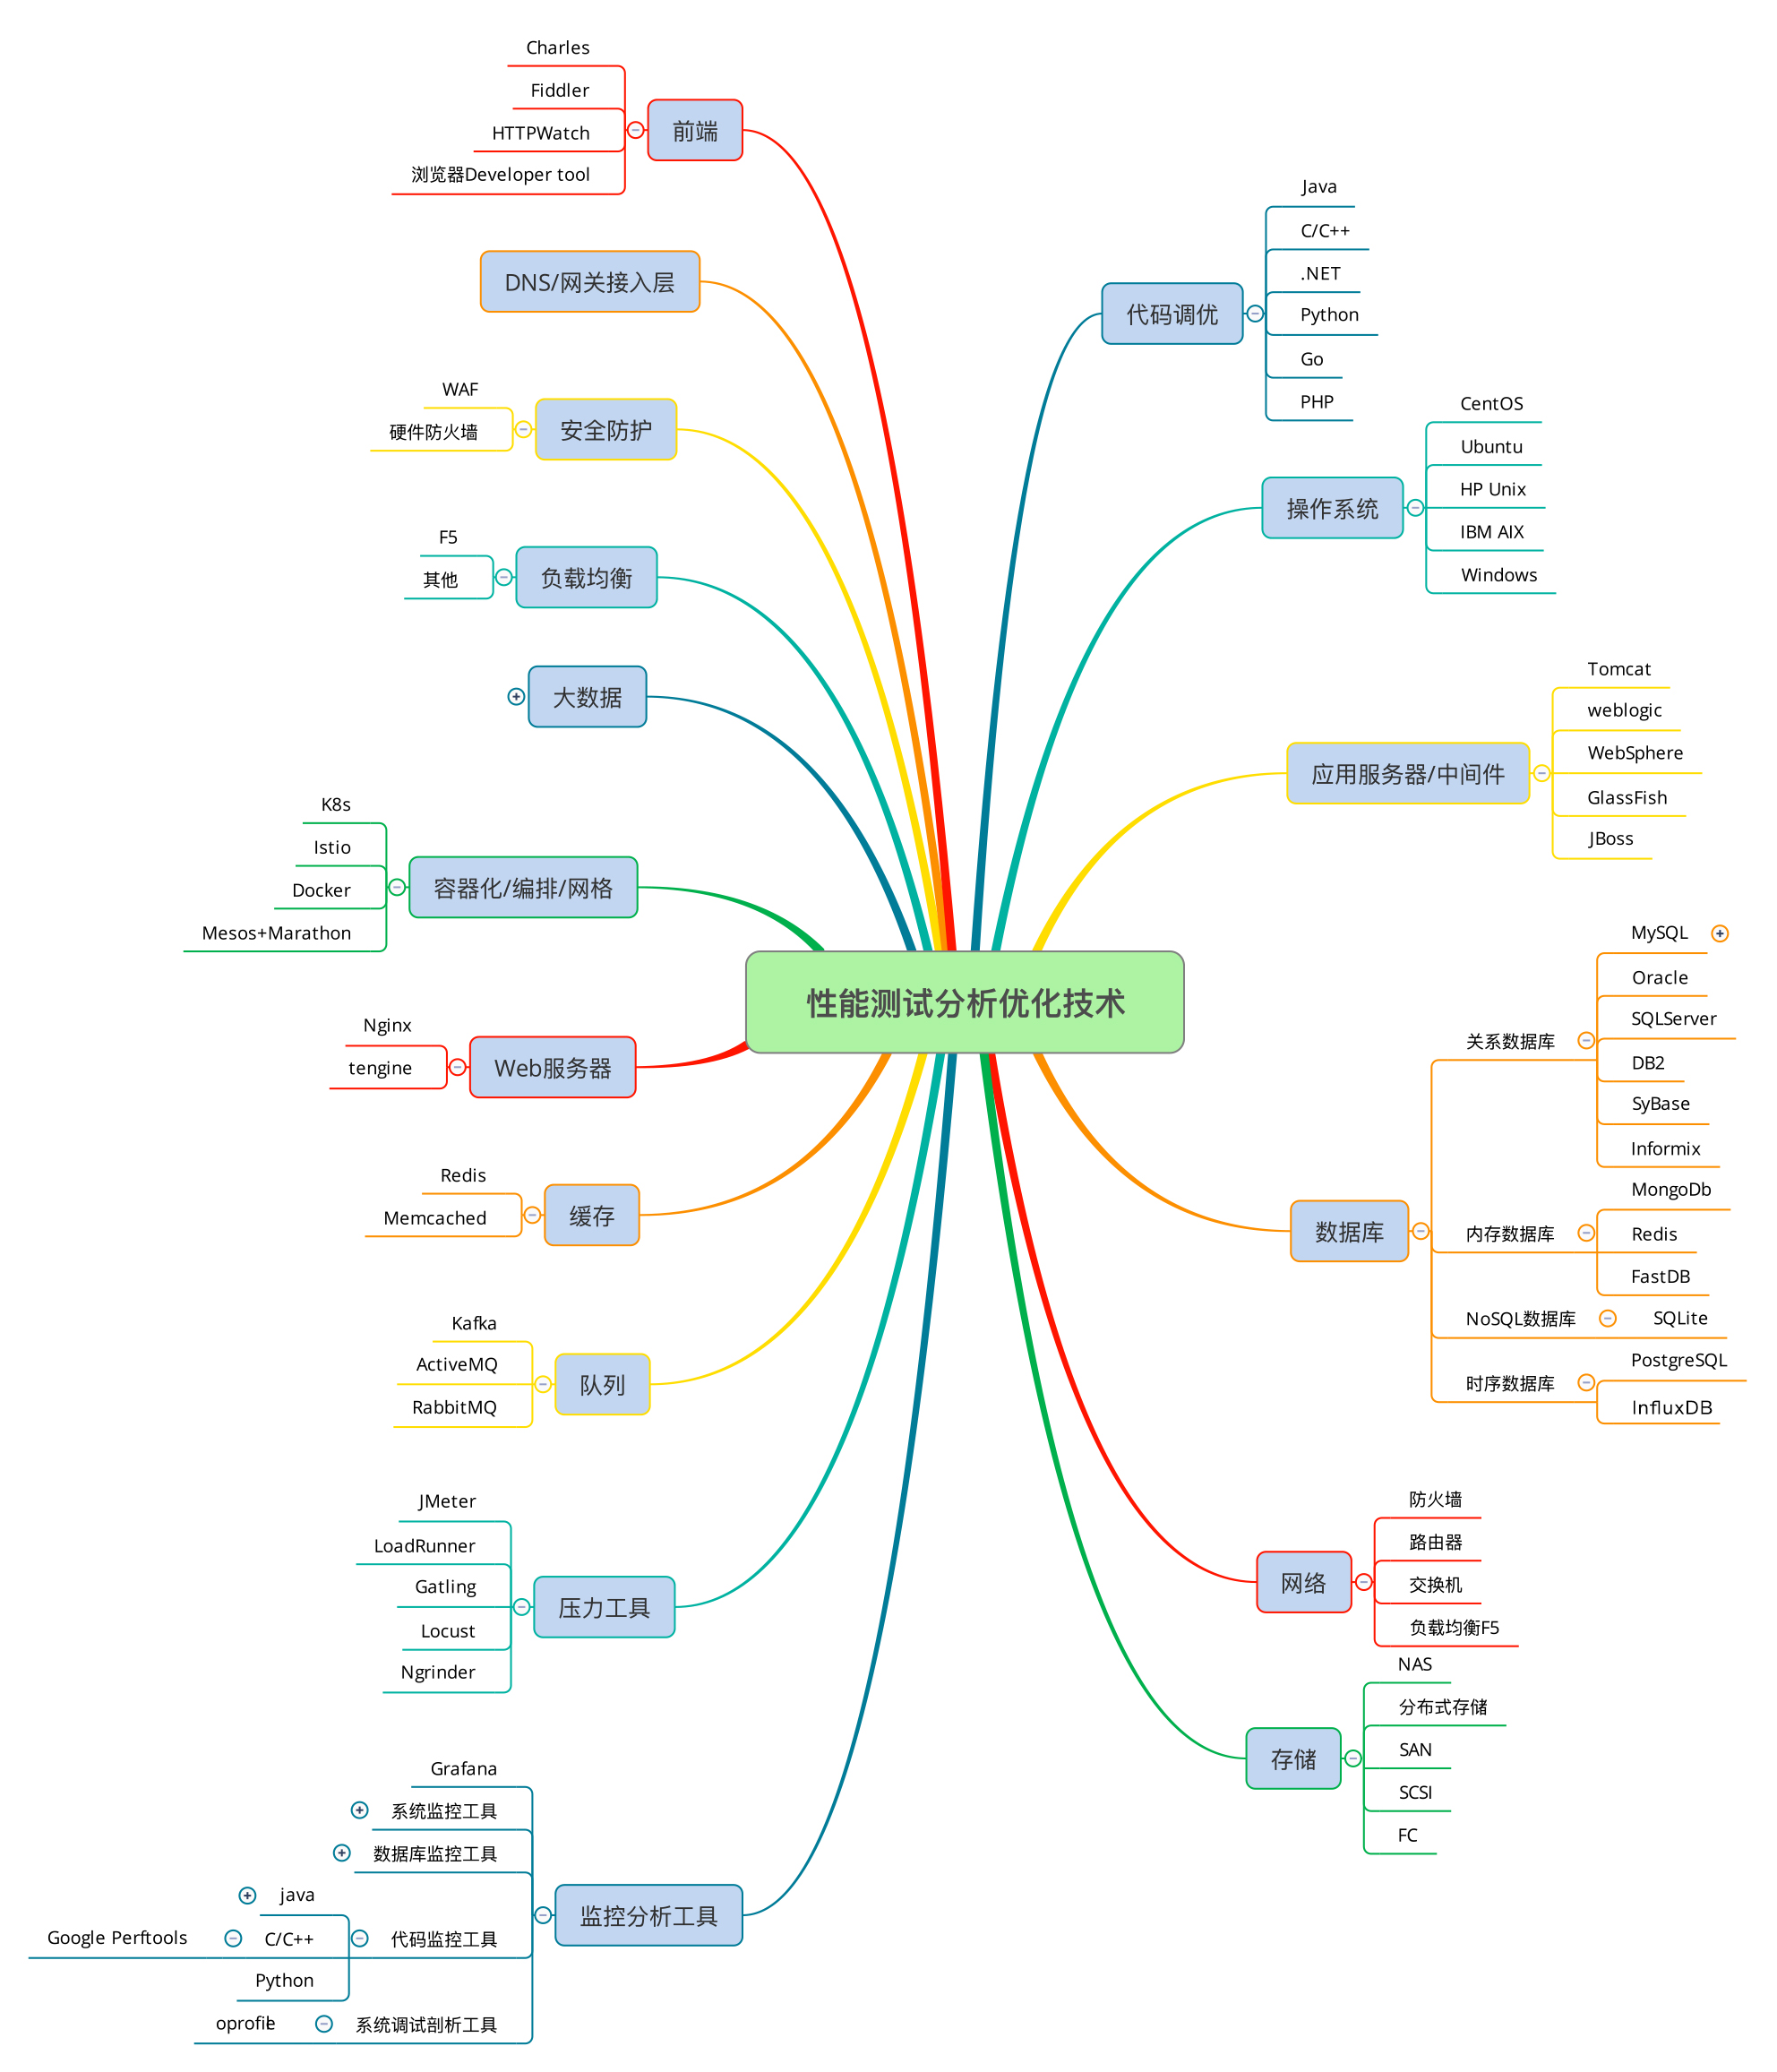 性能测试分析优化技术
前端
Charles
Fiddler
HTTPWatch
浏览器Developer tool
DNS/网关接入层
安全防护
WAF
硬件防火墙
负载均衡
F5
其他
大数据
容器化/编排/网格
K8s
Istio
Docker
Mesos+Marathon
Web服务器
Nginx
tengine
缓存
Redis
Memcached
队列
Kafka
ActiveMQ
RabbitMQ
压力工具
JMeter
LoadRunner
Gatling
Locust
Ngrinder
监控分析工具
Grafana
系统监控工具
数据库监控工具
代码监控工具
java
C/C++
Google Perftools
Python
系统调试剖析工具
oprofile
代码调优
Java
C/C++
.NET
Python
Go
PHP
操作系统
CentOS
Ubuntu
HP Unix
IBM AIX
Windows
应用服务器/中间件
Tomcat
weblogic
WebSphere
GlassFish
JBoss
数据库
关系数据库
MySQL
Oracle
SQLServer
DB2
SyBase
Informix
内存数据库
MongoDb
Redis
FastDB
NoSQL数据库
SQLite
时序数据库
PostgreSQL
InfluxDB
网络
防火墙
路由器
交换机
负载均衡F5
存储
NAS
分布式存储
SAN
SCSI
FC